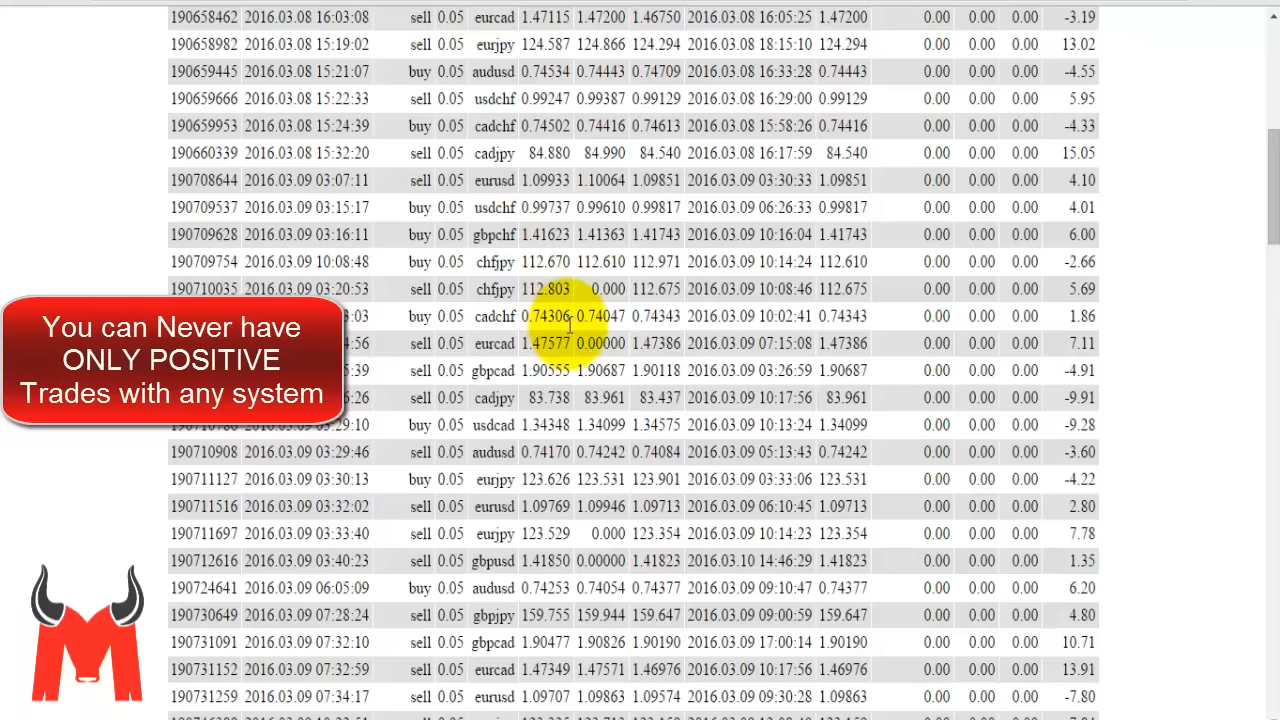 190658462 2016.03.08 16:03:08 sell 0.05 eurcad 1.47115 1.47200 1.46750 2016.03.08 16:05:25 1.47200 0.00 0.00 0.00 -3.19
190658982 2016.03.08 15:19:02 sell 0.05 eurjpy 124.587 124.866 124.294 2016.03.08 18:15:10 124.294 0.00 0.00 0.00 13.02
190659445 2016.03.08 15:21:07 buy 0.05 audusd 0.74534 0.74443 0.74709 2016.03.08 16:33:28 0.74443 0.00 0.00 0.00 -4.55
190659666 2016.03.08 15:22:33 sell 0.05 usdchf 0.99247 0.99387 0.99129 2016.03.08 16:29:00 0.99129 0.00 0.00 0.00 5.95
190659953 2016.03.08 15:24:39 buy 0.05 cadchf 0.74502 0.74416 0.74613 2016.03.08 15:58:26 0.74416 0.00 0.00 0.00 -4.33
190660339 2016.03.08 15:32:20 sell 0.05 cadjpy 84.880 84.990 84.540 2016.03.08 16:17:59 84.540 0.00 0.00 0.00 15.05
190708644 2016.03.09 03:07:11 sell 0.05 eurusd 1.09933 1.10064 1.09851 2016.03.09 03:30:33 1.09851 0.00 0.00 0.00 4.10
190709537 2016.03.09 03:15:17 buy 0.05 usdchf 0.99737 0.99610 0.99817 2016.03.09 06:26:33 0.99817 0.00 0.00 0.00 4.01
190709628 2016.03.09 03:16:11 buy 0.05 gbpchf 1.41623 1.41363 1.41743 2016.03.09 10:16:04 1.41743 0.00 0.00 0.00 6.00
190709754 2016.03.09 10:08:48 buy 0.05 chfjpy 112.670 112.610 112.971 2016.03.09 10:14:24 112.610 0.00 0.00 0.00 -2.66
190710035 2016.03.09 03:20:53 sell 0.05 chfjpy 112.803 0.000 112.675 2016.03.09 10:08:46 112.675 0.00 0.00 0.00 5.69
3:03 buy 0.05 cadchf 0.74306 0.74047 0.74343 2016.03.09 10:02:41 0.74343 0.00 0.00 0.00 1.86
4:56 sell 0.05 eurcad 1.47577 0.00000 1.47386 2016.03.09 07:15:08 1.47386 0.00 0.00 0.00 7.11
5:39 sell 0.05 gbpcad 1.90555 1.90687 1.90118 2016.03.09 03:26:59 1.90687 0.00 0.00 0.00 -4.91
6:26 sell 0.05 cadjpy 83.738 83.961 83.437 2016.03.09 10:17:56 83.961 0.00 0.00 0.00 -9.91
03:29:10 buy 0.05 usdcad 1.34348 1.34099 1.34575 2016.03.09 10:13:24 1.34099 0.00 0.00 0.00 -9.28
190710908 2016.03.09 03:29:46 sell 0.05 audusd 0.74170 0.74242 0.74084 2016.03.09 05:13:43 0.74242 0.00 0.00 0.00 -3.60
190711127 2016.03.09 03:30:13 buy 0.05 eurjpy 123.626 123.531 123.901 2016.03.09 03:33:06 123.531 0.00 0.00 0.00 -4.22
190711516 2016.03.09 03:32:02 sell 0.05 eurusd 1.09769 1.09946 1.09713 2016.03.09 06:10:45 1.09713 0.00 0.00 0.00 2.80
190711697 2016.03.09 03:33:40 sell 0.05 eurjpy 123.529 0.000 123.354 2016.03.09 10:14:23 123.354 0.00 0.00 0.00 7.78
190712616 2016.03.09 03:40:23 sell 0.05 gbpusd 1.41850 0.00000 1.41823 2016.03.10 14:46:29 1.41823 0.00 0.00 0.00 1.35
190724641 2016.03.09 06:05:09 buy 0.05 audusd 0.74253 0.74054 0.74377 2016.03.09 09:10:47 0.74377 0.00 0.00 0.00 6.20
190730649 2016.03.09 07:28:24 sell 0.05 gbpjpy 159.755 159.944 159.647 2016.03.09 09:00:59 159.647 0.00 0.00 0.00 4.80
190731091 2016.03.09 07:32:10 sell 0.05 gbpcad 1.90477 1.90826 1.90190 2016.03.09 17:00:14 1.90190 0.00 0.00 0.00 10.71
190731152 2016.03.09 07:32:59 sell 0.05 eurcad 1.47349 1.47571 1.46976 2016.03.09 10:17:56 1.46976 0.00 0.00 0.00 13.91
190731259 2016.03.09 07:34:17 sell 0.05 eurusd 1.09707 1.09863 1.09574 2016.03.09 09:30:28 1.09863 0.00 0.00 0.00 -7.80
You can Never have
ONLY POSITIVE
Trades with any system